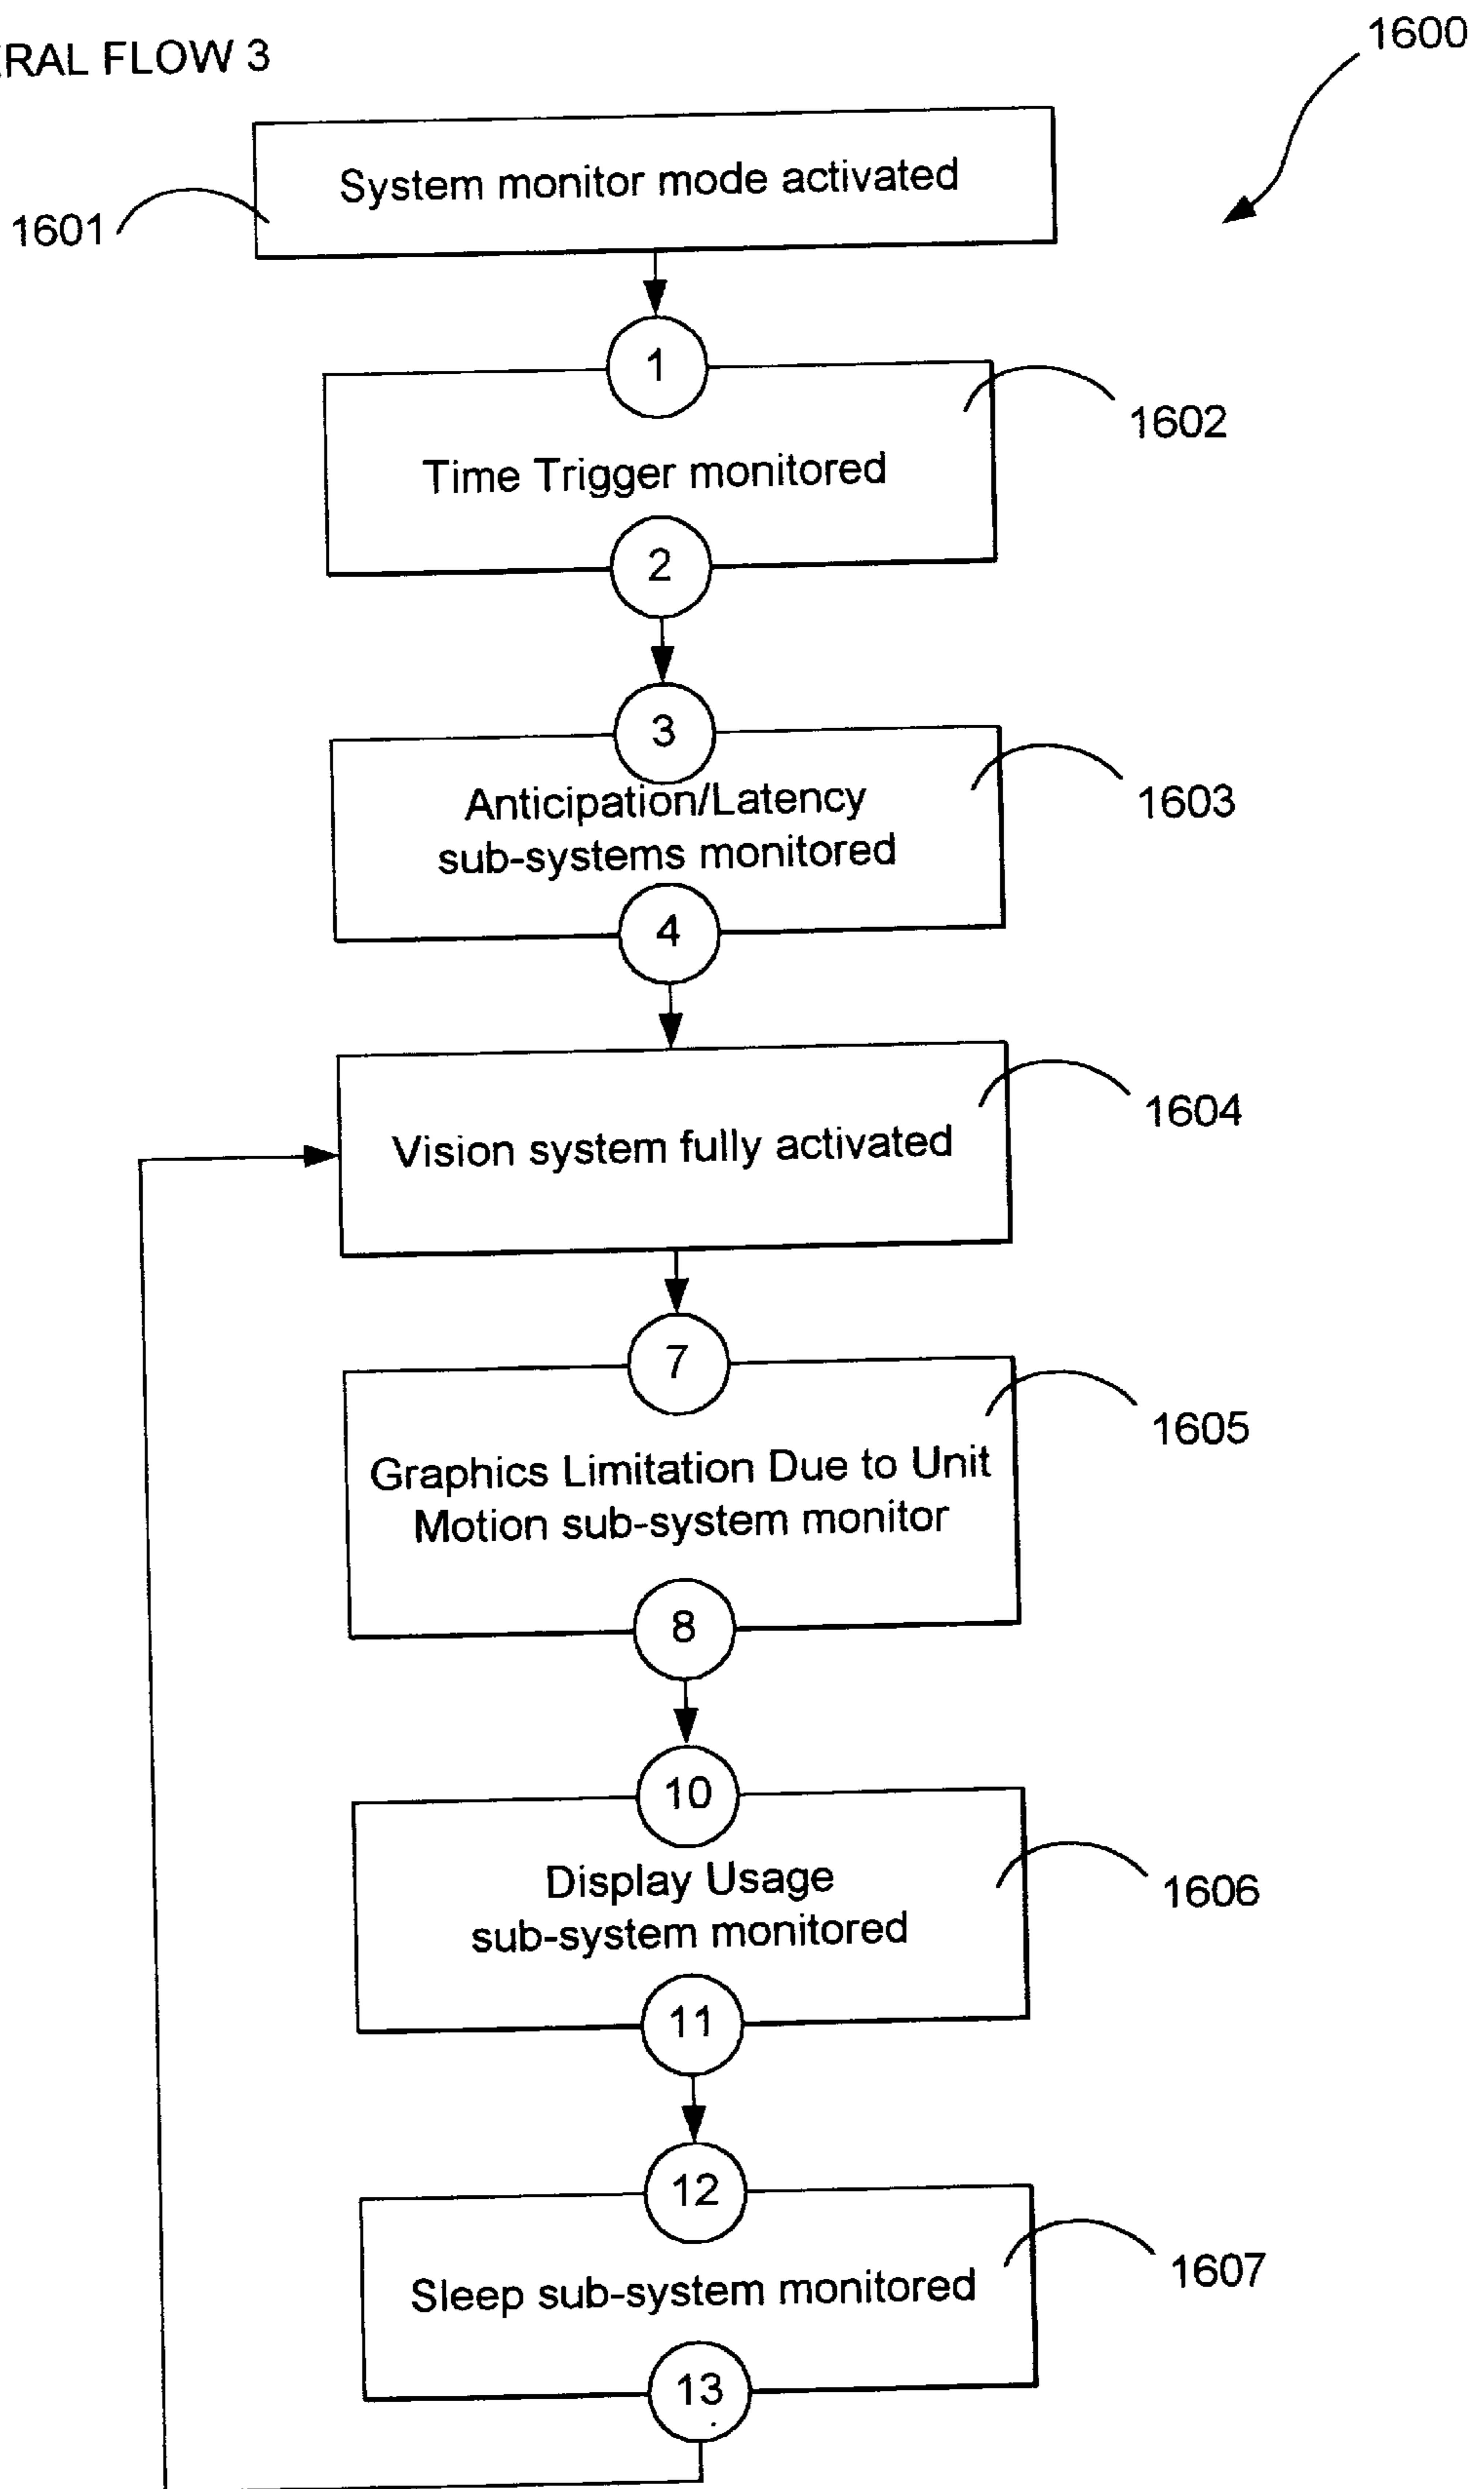 RAL FLOW 3
1600
System monitor mode activated
1601
1
1602
Time Trigger monitored
2
3
1603
Anticipation/Latency
sub-systems monitored
4
1604
Vision system fully activated
7
1605
Graphics Limitation Due to Unit
Motion sub-system monitor
8
10
1606
Display Usage
sub-system monitored
11
12
1607
Sleep sub-system monitored
13